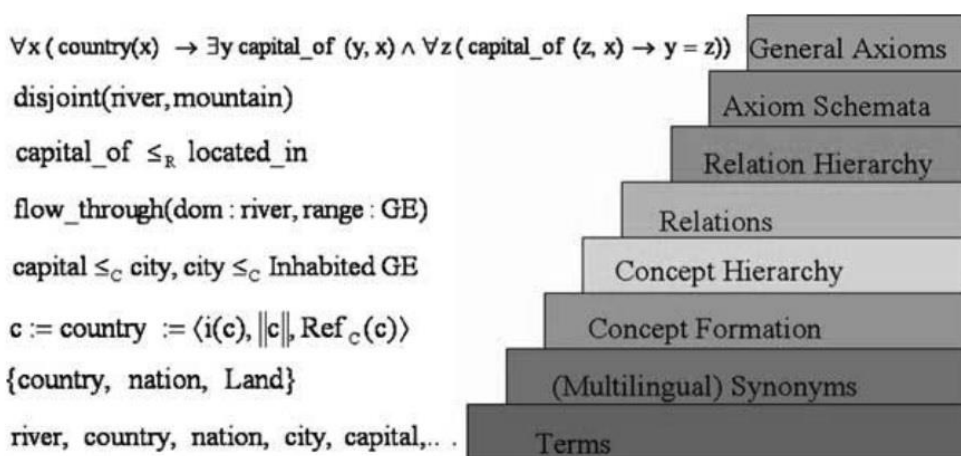 ∀x ( country(x) → ∃y capital_of (y, x) ∧ ∀z ( capital_of (z, x) → y = z)) General Axioms
disjoint(river,mountain) Axiom Schemata
capital_of ≤R located_in Relation Hierarchy
flow_through(dom : river, range : GE) Relations
capital ≤C city, city ≤C Inhabited GE Concept Hierarchy
c := country := ⟨i(c), ‖c‖, Ref C (c)⟩ Concept Formation
{country, nation, Land} (Multilingual) Synonyms
river, country, nation, city, capital,... Terms